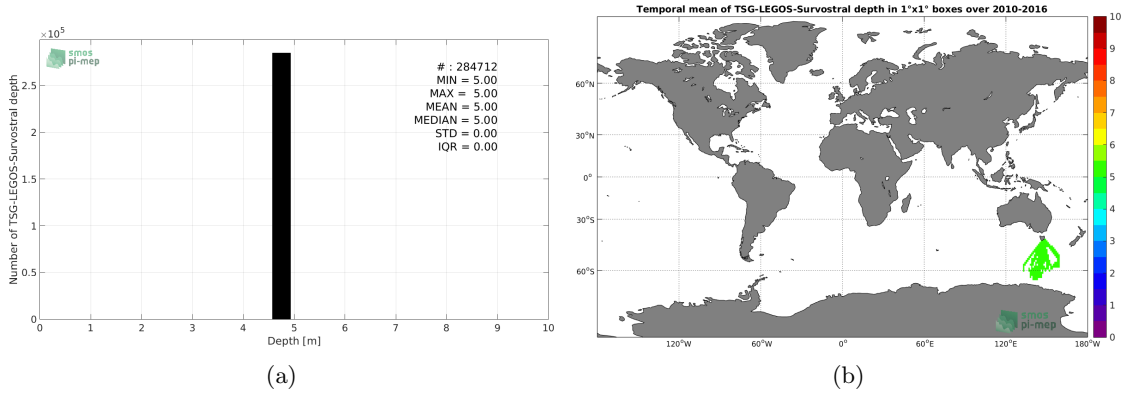 ×10⁵
smos
pi-mep
# : 284712
MIN = 5.00
MAX = 5.00
MEAN = 5.00
MEDIAN = 5.00
STD = 0.00
IQR = 0.00
Number of TSG-LEGOS-Survostral depth
2.5
2
1.5
1
0.5
0
0 1 2 3 4 5 6 7 8 9 10
Depth [m]
(a)
Temporal mean of TSG-LEGOS-Survostral depth in 1°x1° boxes over 2010-2016
60°N
30°N
0°
30°S
60°S
120°W 60°W 0° 60°E 120°E 180°W
smos
pi-mep
10
9
8
7
6
5
4
3
2
1
0
(b)